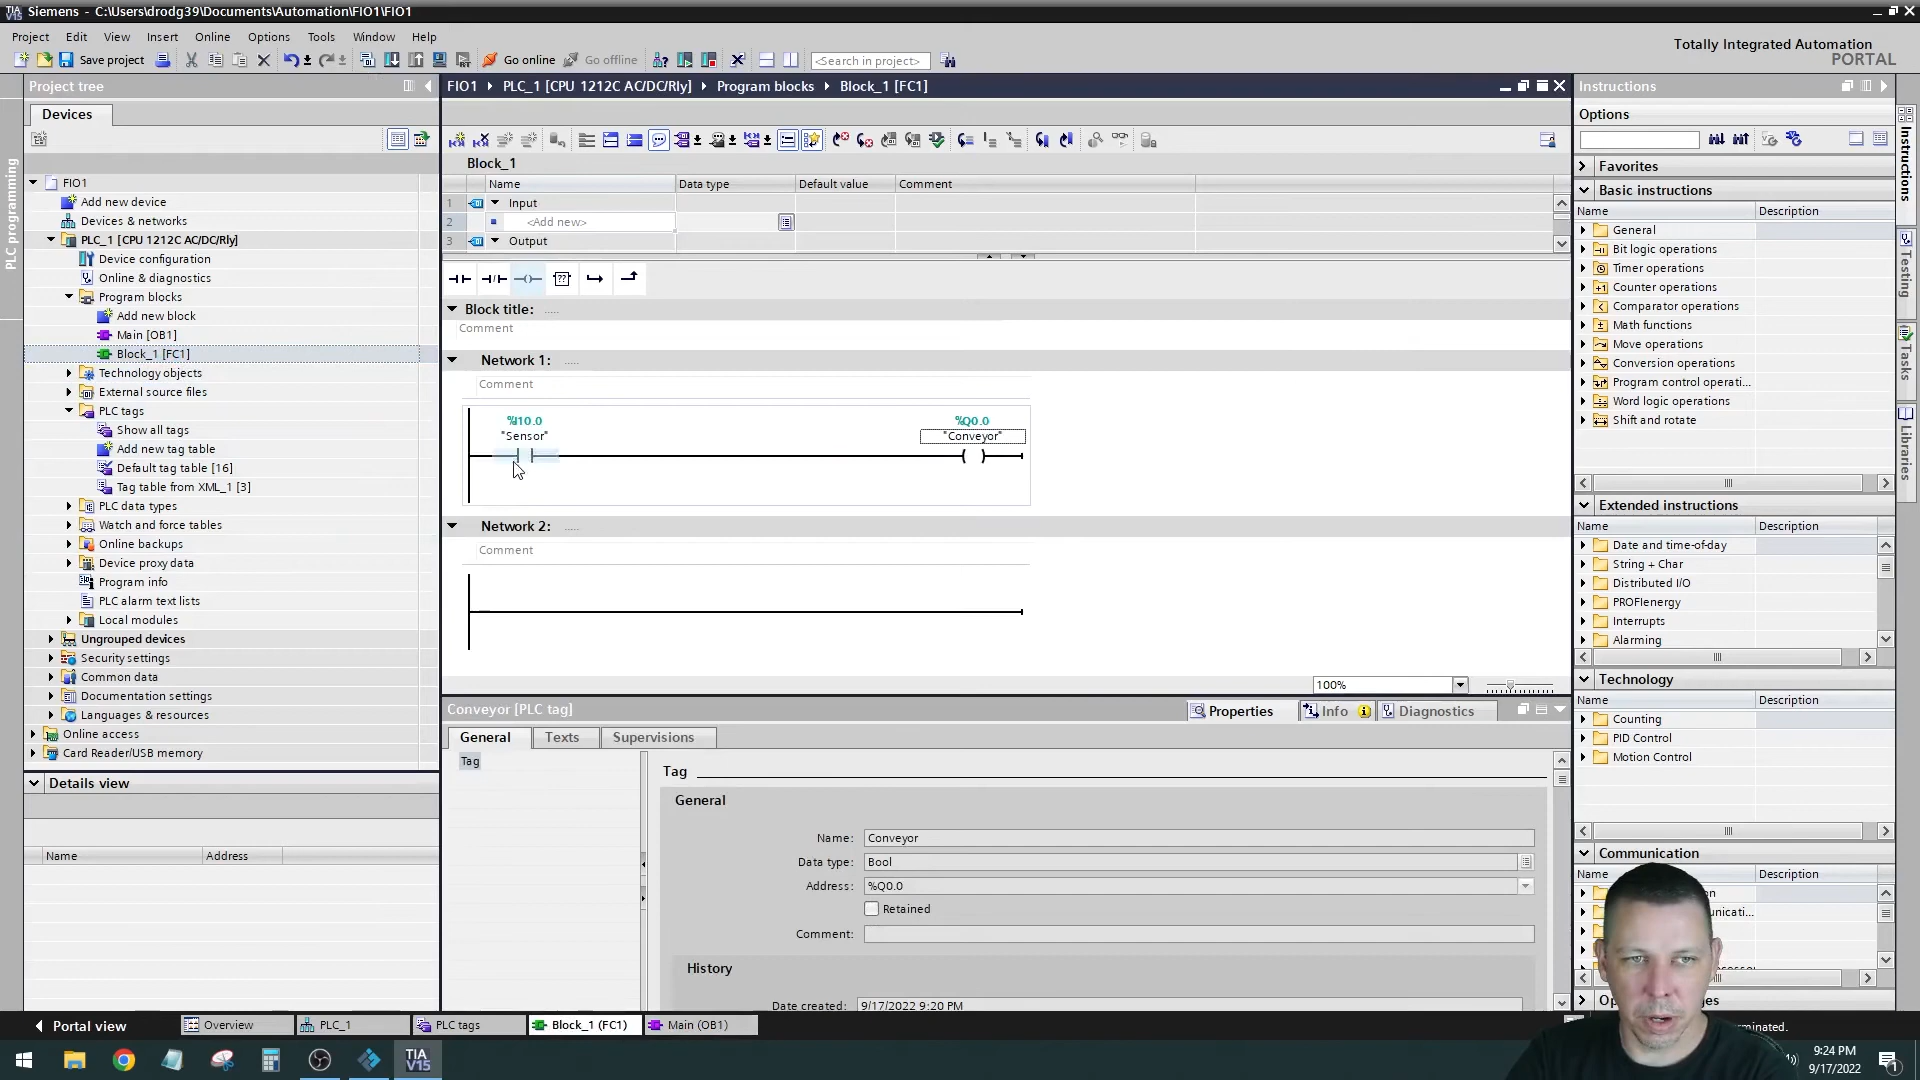 Siemens - C:\Users\drodg39\Documents\Automation\FIO1\FIO1
Project Edit View Insert Online Options Tools Window Help
Totally Integrated Automation
PORTAL
Save project
Go online
Go offline
<Search in project>
Project tree
FIO1 PLC_1 [CPU 1212C AC/DC/Rly] Program blocks Block_1 [FC1]
Instructions
Devices
Options
PLC programming
Block_1
Name Data type Default value Comment
1 Input
2 <Add new>
3 Output
FIO1
Add new device
Devices & networks
PLC_1 [CPU 1212C AC/DC/Rly]
Device configuration
Online & diagnostics
Program blocks
Add new block
Main [OB1]
Block_1 [FC1]
Technology objects
External source files
PLC tags
Show all tags
Add new tag table
Default tag table [16]
Tag table from XML_1 [3]
PLC data types
Watch and force tables
Online backups
Device proxy data
Program info
PLC alarm text lists
Local modules
Ungrouped devices
Security settings
Common data
Documentation settings
Languages & resources
Online access
Card Reader/USB memory
Details view
Name Address
Block title: .....
Comment
Network 1: .....
Comment
%I10.0
"Sensor"
%Q0.0
"Conveyor"
Network 2: .....
Comment
100%
Conveyor [PLC tag]
Properties Info Diagnostics
General Texts Supervisions
Tag
Tag
General
Name: Conveyor
Data type: Bool
Address: %Q0.0
Retained
Comment:
History
Date created: 9/17/2022 9:20 PM
Favorites
Basic instructions
Name Description
General
Bit logic operations
Timer operations
Counter operations
Comparator operations
Math functions
Move operations
Conversion operations
Program control operati...
Word logic operations
Shift and rotate
Extended instructions
Name Description
Date and time-of-day
String + Char
Distributed I/O
PROFIenergy
Interrupts
Alarming
Technology
Name Description
Counting
PID Control
Motion Control
Communication
Name Description
Instructions
Testing
Tasks
Libraries
Portal view
Overview
PLC_1
PLC tags
Block_1 (FC1)
Main (OB1)
TIA
V15
9:24 PM
9/17/2022